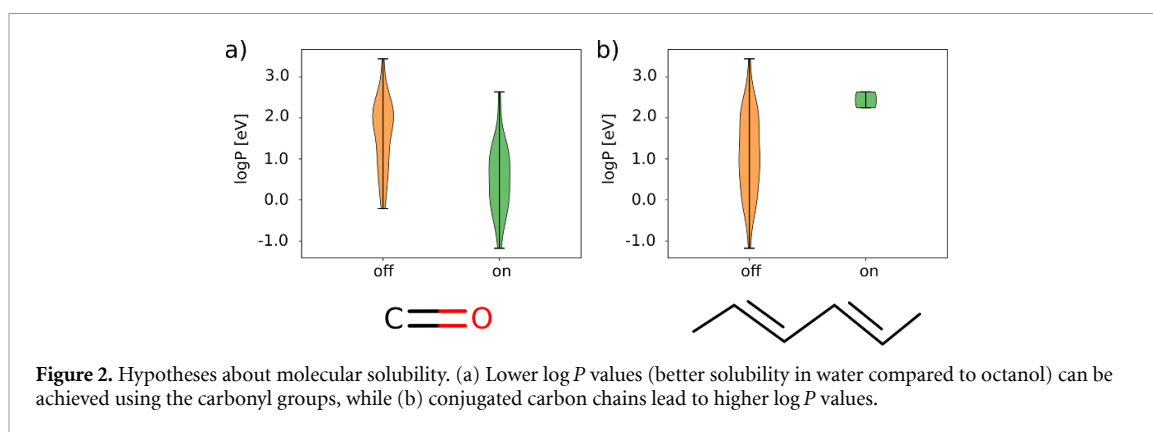 a)
logP [eV]
3.0
2.0
1.0
0.0
-1.0
off on
C O
b)
logP [eV]
3.0
2.0
1.0
0.0
-1.0
off on
Figure 2. Hypotheses about molecular solubility. (a) Lower log P values (better solubility in water compared to octanol) can be
achieved using the carbonyl groups, while (b) conjugated carbon chains lead to higher log P values.